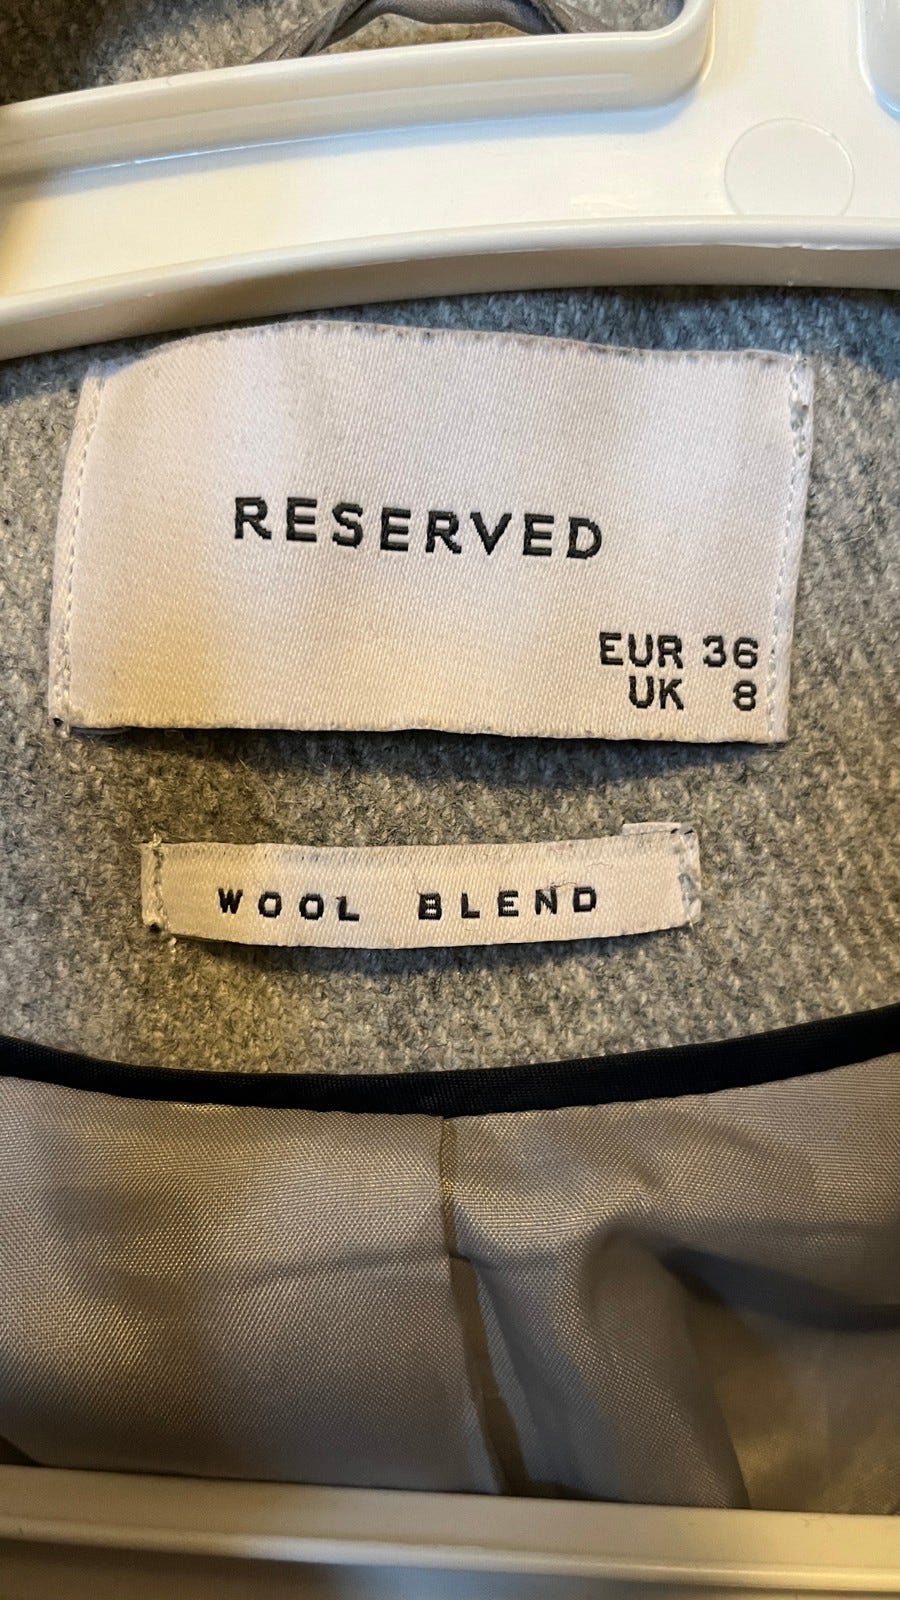 RESERVED
EUR 36
UK 8
WOOL BLEND